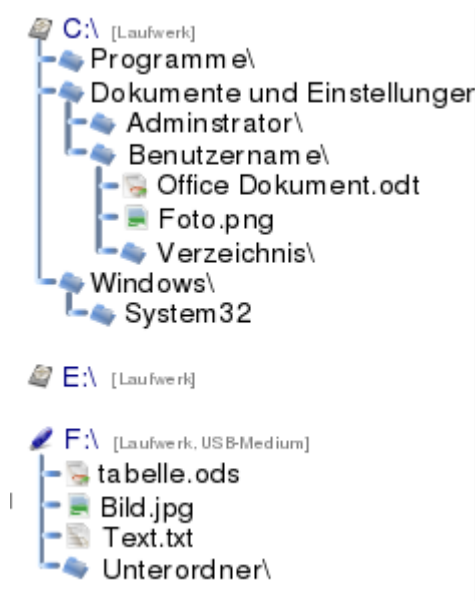 C:\ [Laufwerk]
Programme\
Dokumente und Einstellunger
Adminstrator\
Benutzername\
Office Dokument.odt
Foto.png
Verzeichnis\
Windows\
System32
E:\ [Laufwerk]
F:\ [Laufwerk, USB-Medium]
tabelle.ods
Bild.jpg
Text.txt
Unterordner\